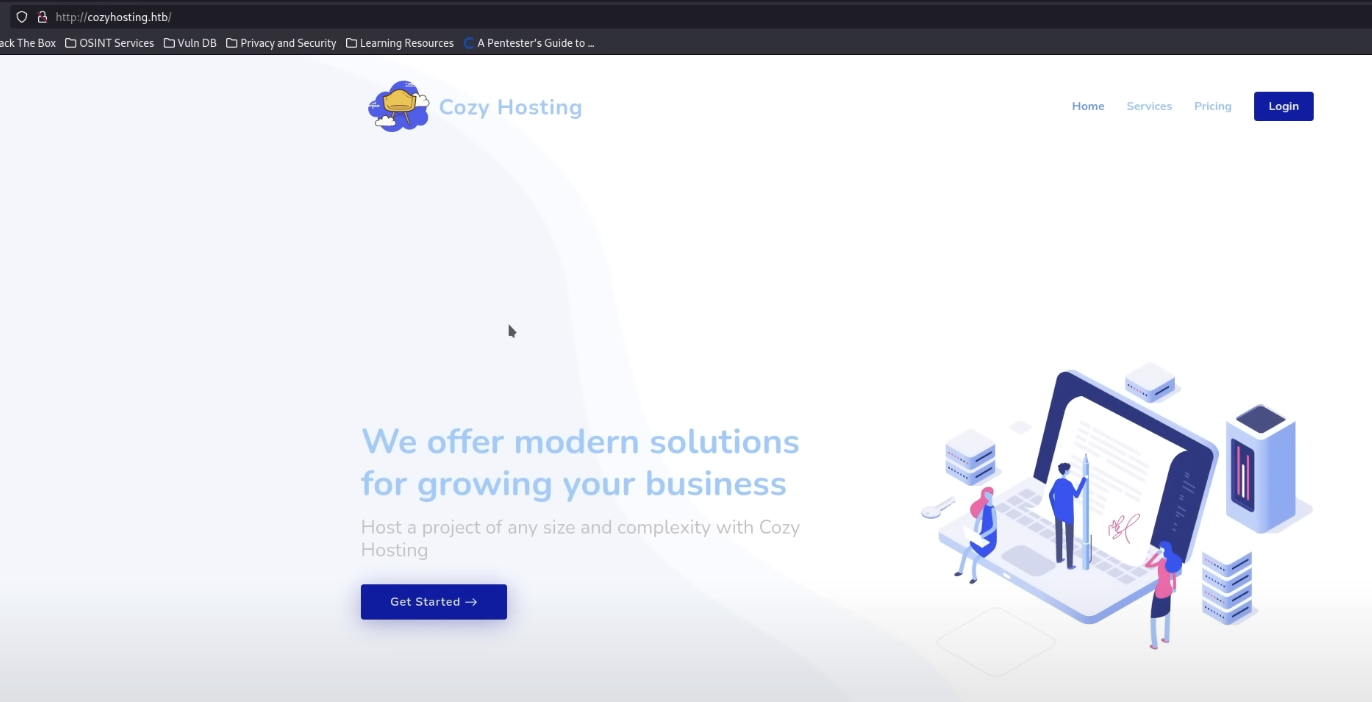 http://cozyhosting.htb/
ack The Box OSINT Services Vuln DB Privacy and Security Learning Resources A Pentester's Guide to ...
Cozy Hosting
Home Services Pricing Login
We offer modern solutions
for growing your business
Host a project of any size and complexity with Cozy
Hosting
Get Started →